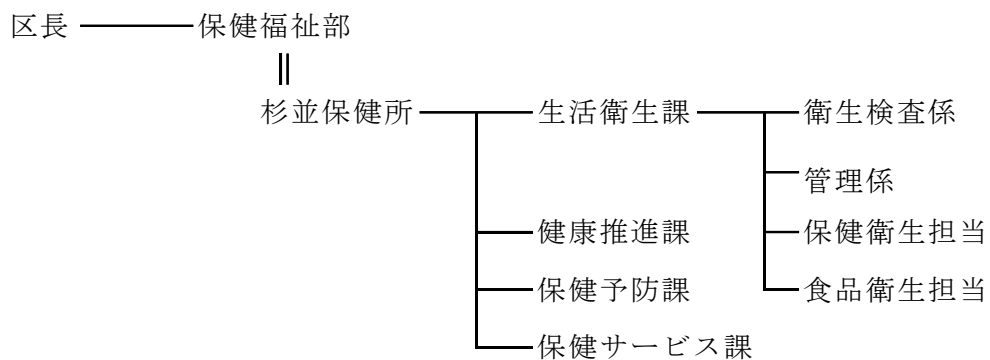 区長 保健福祉部
杉並保健所 生活衛生課 衛生検査係
管理係
健康推進課 保健衛生担当
保健予防課 食品衛生担当
保健サービス課